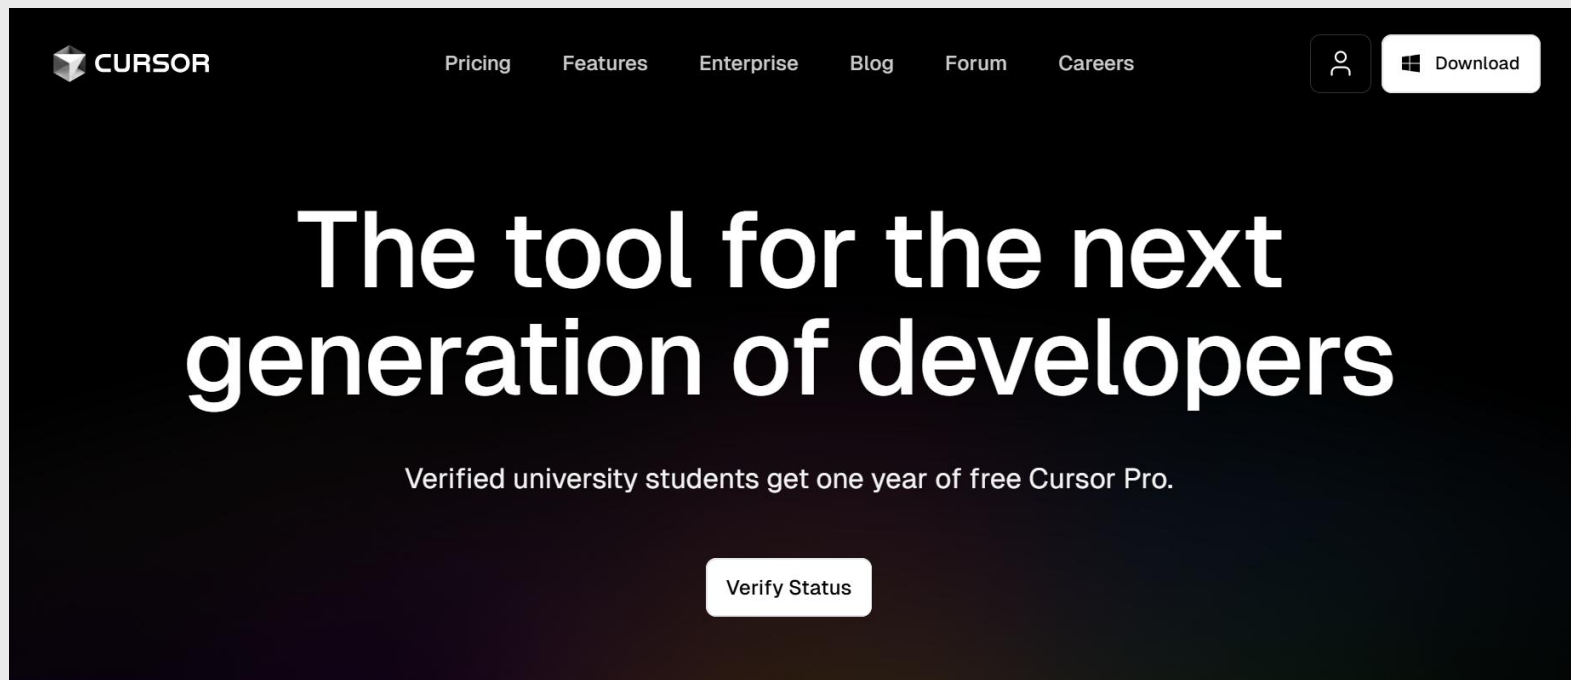 CURSOR
Pricing Features Enterprise Blog Forum Careers
Download
The tool for the next
generation of developers
Verified university students get one year of free Cursor Pro.
Verify Status